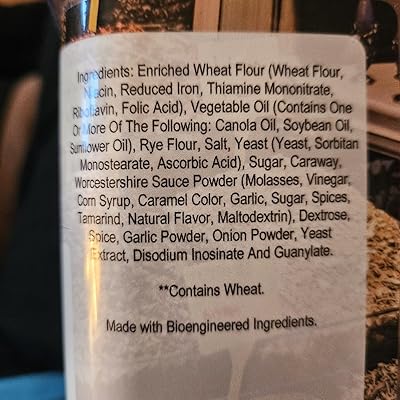 Ingredients: Enriched Wheat Flour (Wheat Flour,
Niacin, Reduced Iron, Thiamine Mononitrate,
Riboflavin, Folic Acid), Vegetable Oil (Contains One
Or More Of The Following: Canola Oil, Soybean Oil,
Sunflower Oil), Rye Flour, Salt, Yeast (Yeast, Sorbitan
Monostearate, Ascorbic Acid), Sugar, Caraway,
Worcestershire Sauce Powder (Molasses, Vinegar,
Corn Syrup, Caramel Color, Garlic, Sugar, Spices,
Tamarind, Natural Flavor, Maltodextrin), Dextrose,
Spice, Garlic Powder, Onion Powder, Yeast
Extract, Disodium Inosinate And Guanylate.
**Contains Wheat.
Made with Bioengineered Ingredients.